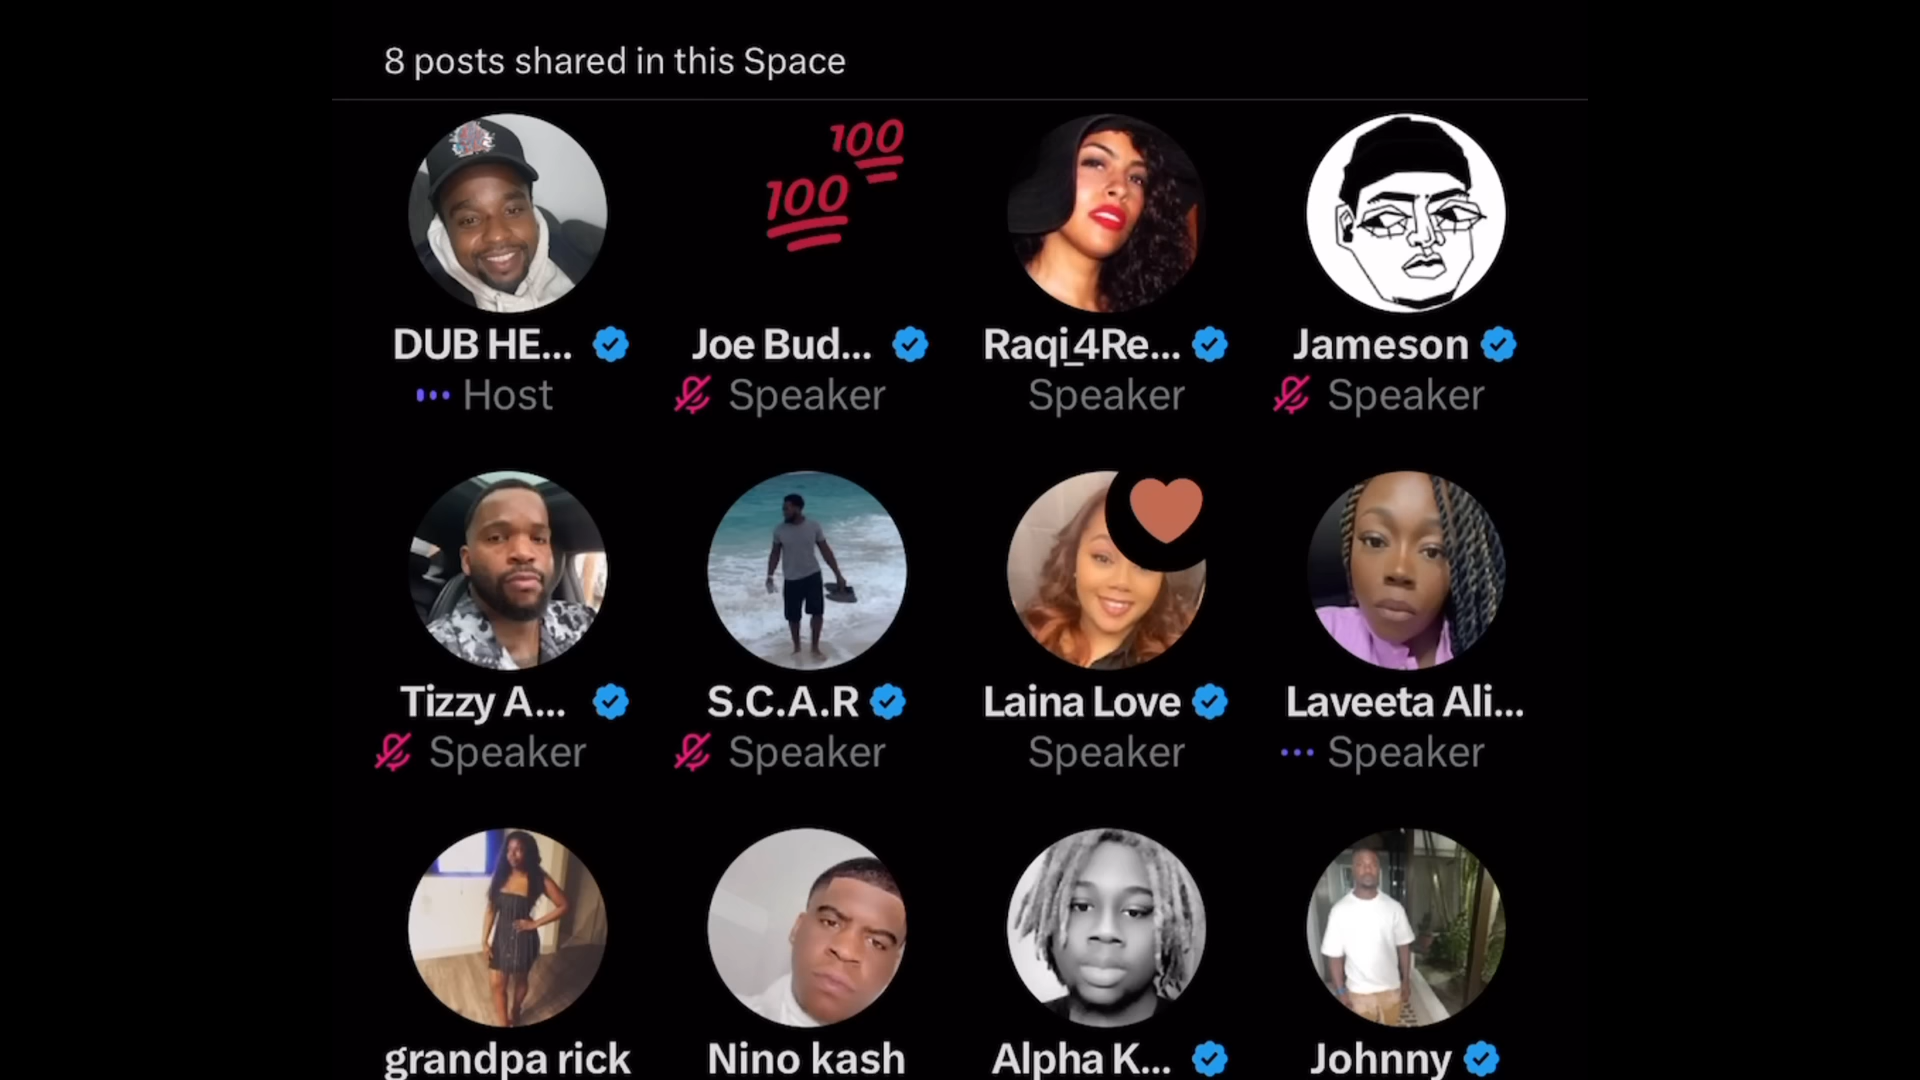 8 posts shared in this Space
100
100
DUB HE... Joe Bud... Raqi_4Re... Jameson
Host Speaker Speaker Speaker
Tizzy A... S.C.A.R Laina Love Laveeta Ali...
Speaker Speaker Speaker Speaker
grandpa rick Nino kash Alpha K... Johnny